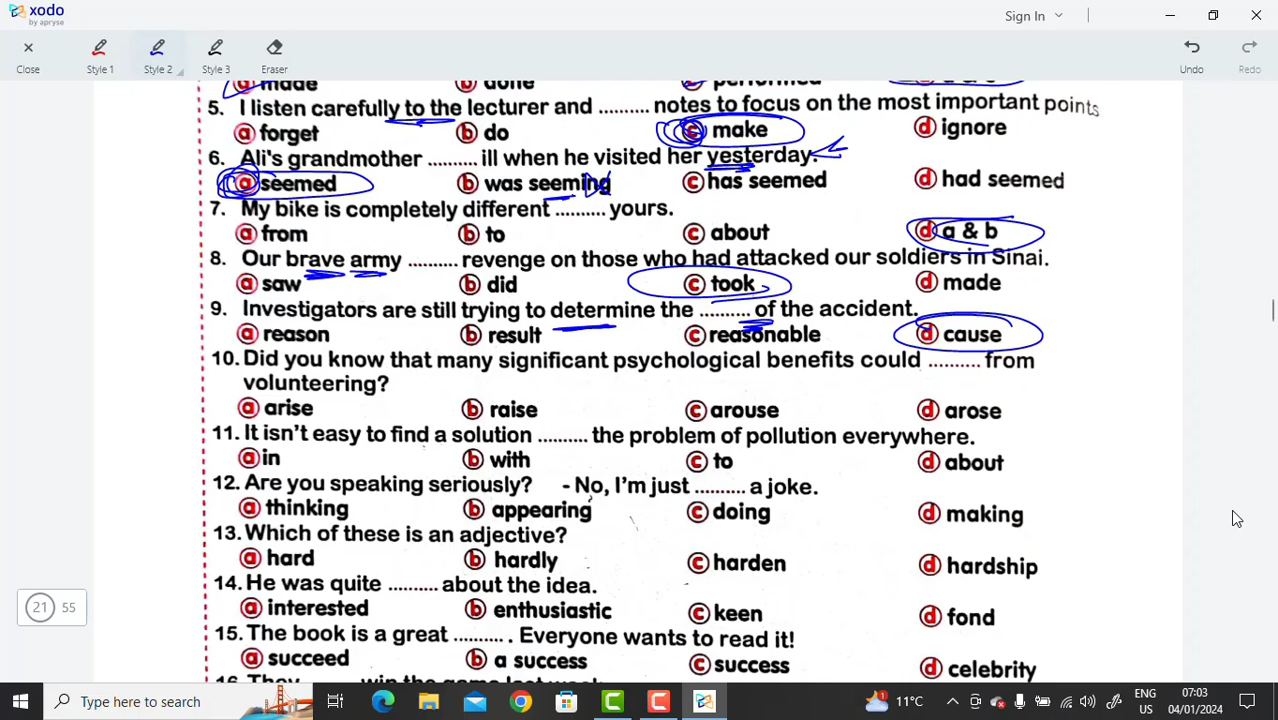 xodo
by apryse
Sign In
Close
Style 1
Style 2
Style 3
Eraser
Undo
Redo
a made b done c performed d a & c
5. I listen carefully to the lecturer and .......... notes to focus on the most important points
a forget b do c make d ignore
6. Ali's grandmother .......... ill when he visited her yesterday.
a seemed b was seeming c has seemed d had seemed
7. My bike is completely different .......... yours.
a from b to c about d a & b
8. Our brave army .......... revenge on those who had attacked our soldiers in Sinai.
a saw b did c took d made
9. Investigators are still trying to determine the .......... of the accident.
a reason b result c reasonable d cause
10. Did you know that many significant psychological benefits could .......... from
volunteering?
a arise b raise c arouse d arose
11. It isn't easy to find a solution .......... the problem of pollution everywhere.
a in b with c to d about
12. Are you speaking seriously? - No, I'm just .......... a joke.
a thinking b appearing c doing d making
13. Which of these is an adjective?
a hard b hardly c harden d hardship
14. He was quite .......... about the idea.
a interested b enthusiastic c keen d fond
15. The book is a great .......... . Everyone wants to read it!
a succeed b a success c success d celebrity
16. They .......... win the game last week
21 55
Type here to search
1
11°C
ENG
US
07:03
04/01/2024